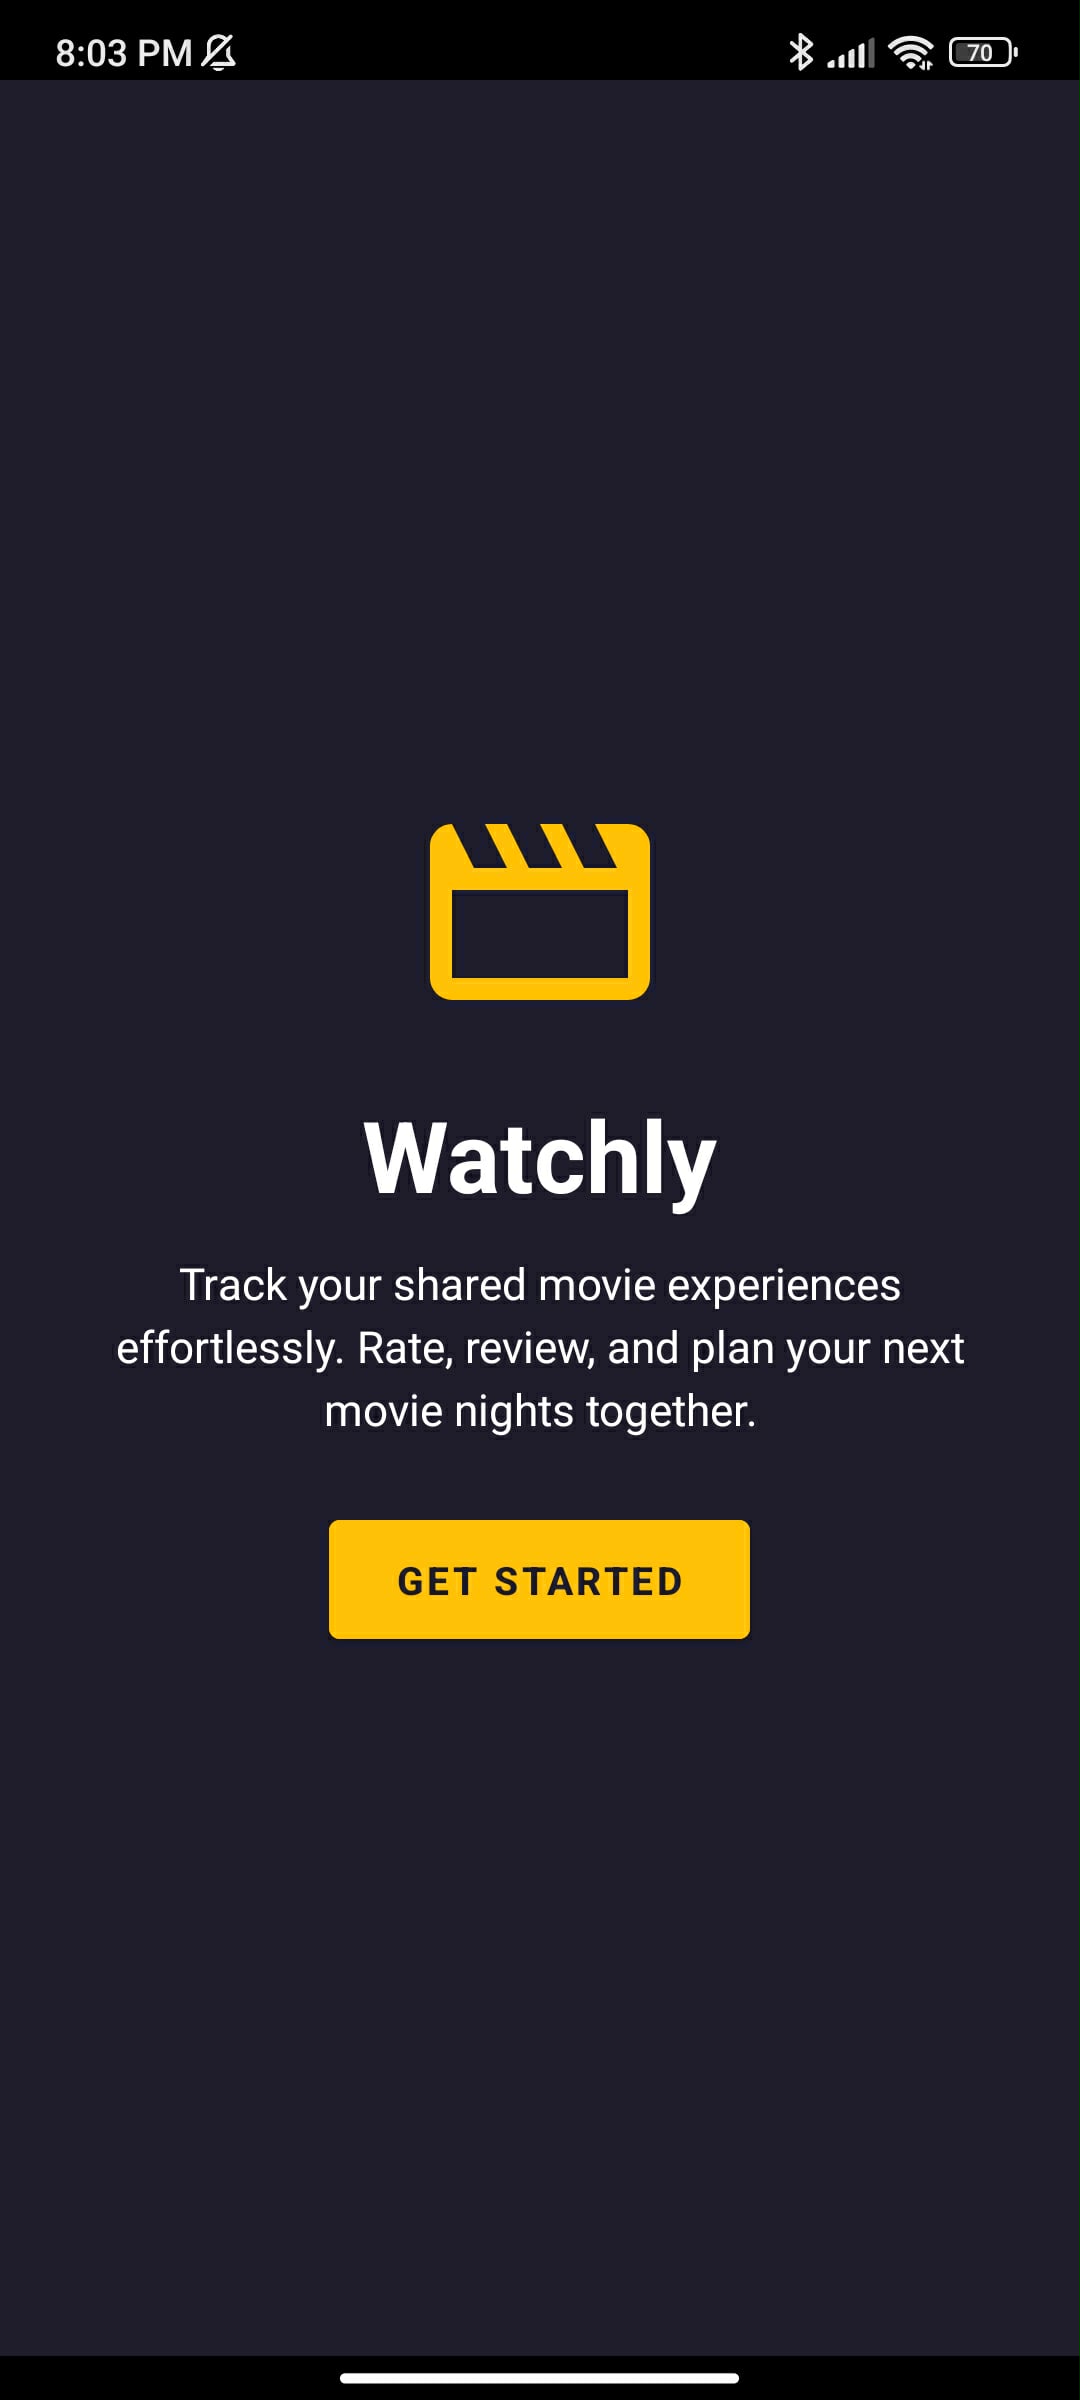 8:03 PM
70
Watchly
Track your shared movie experiences
effortlessly. Rate, review, and plan your next
movie nights together.
GET STARTED